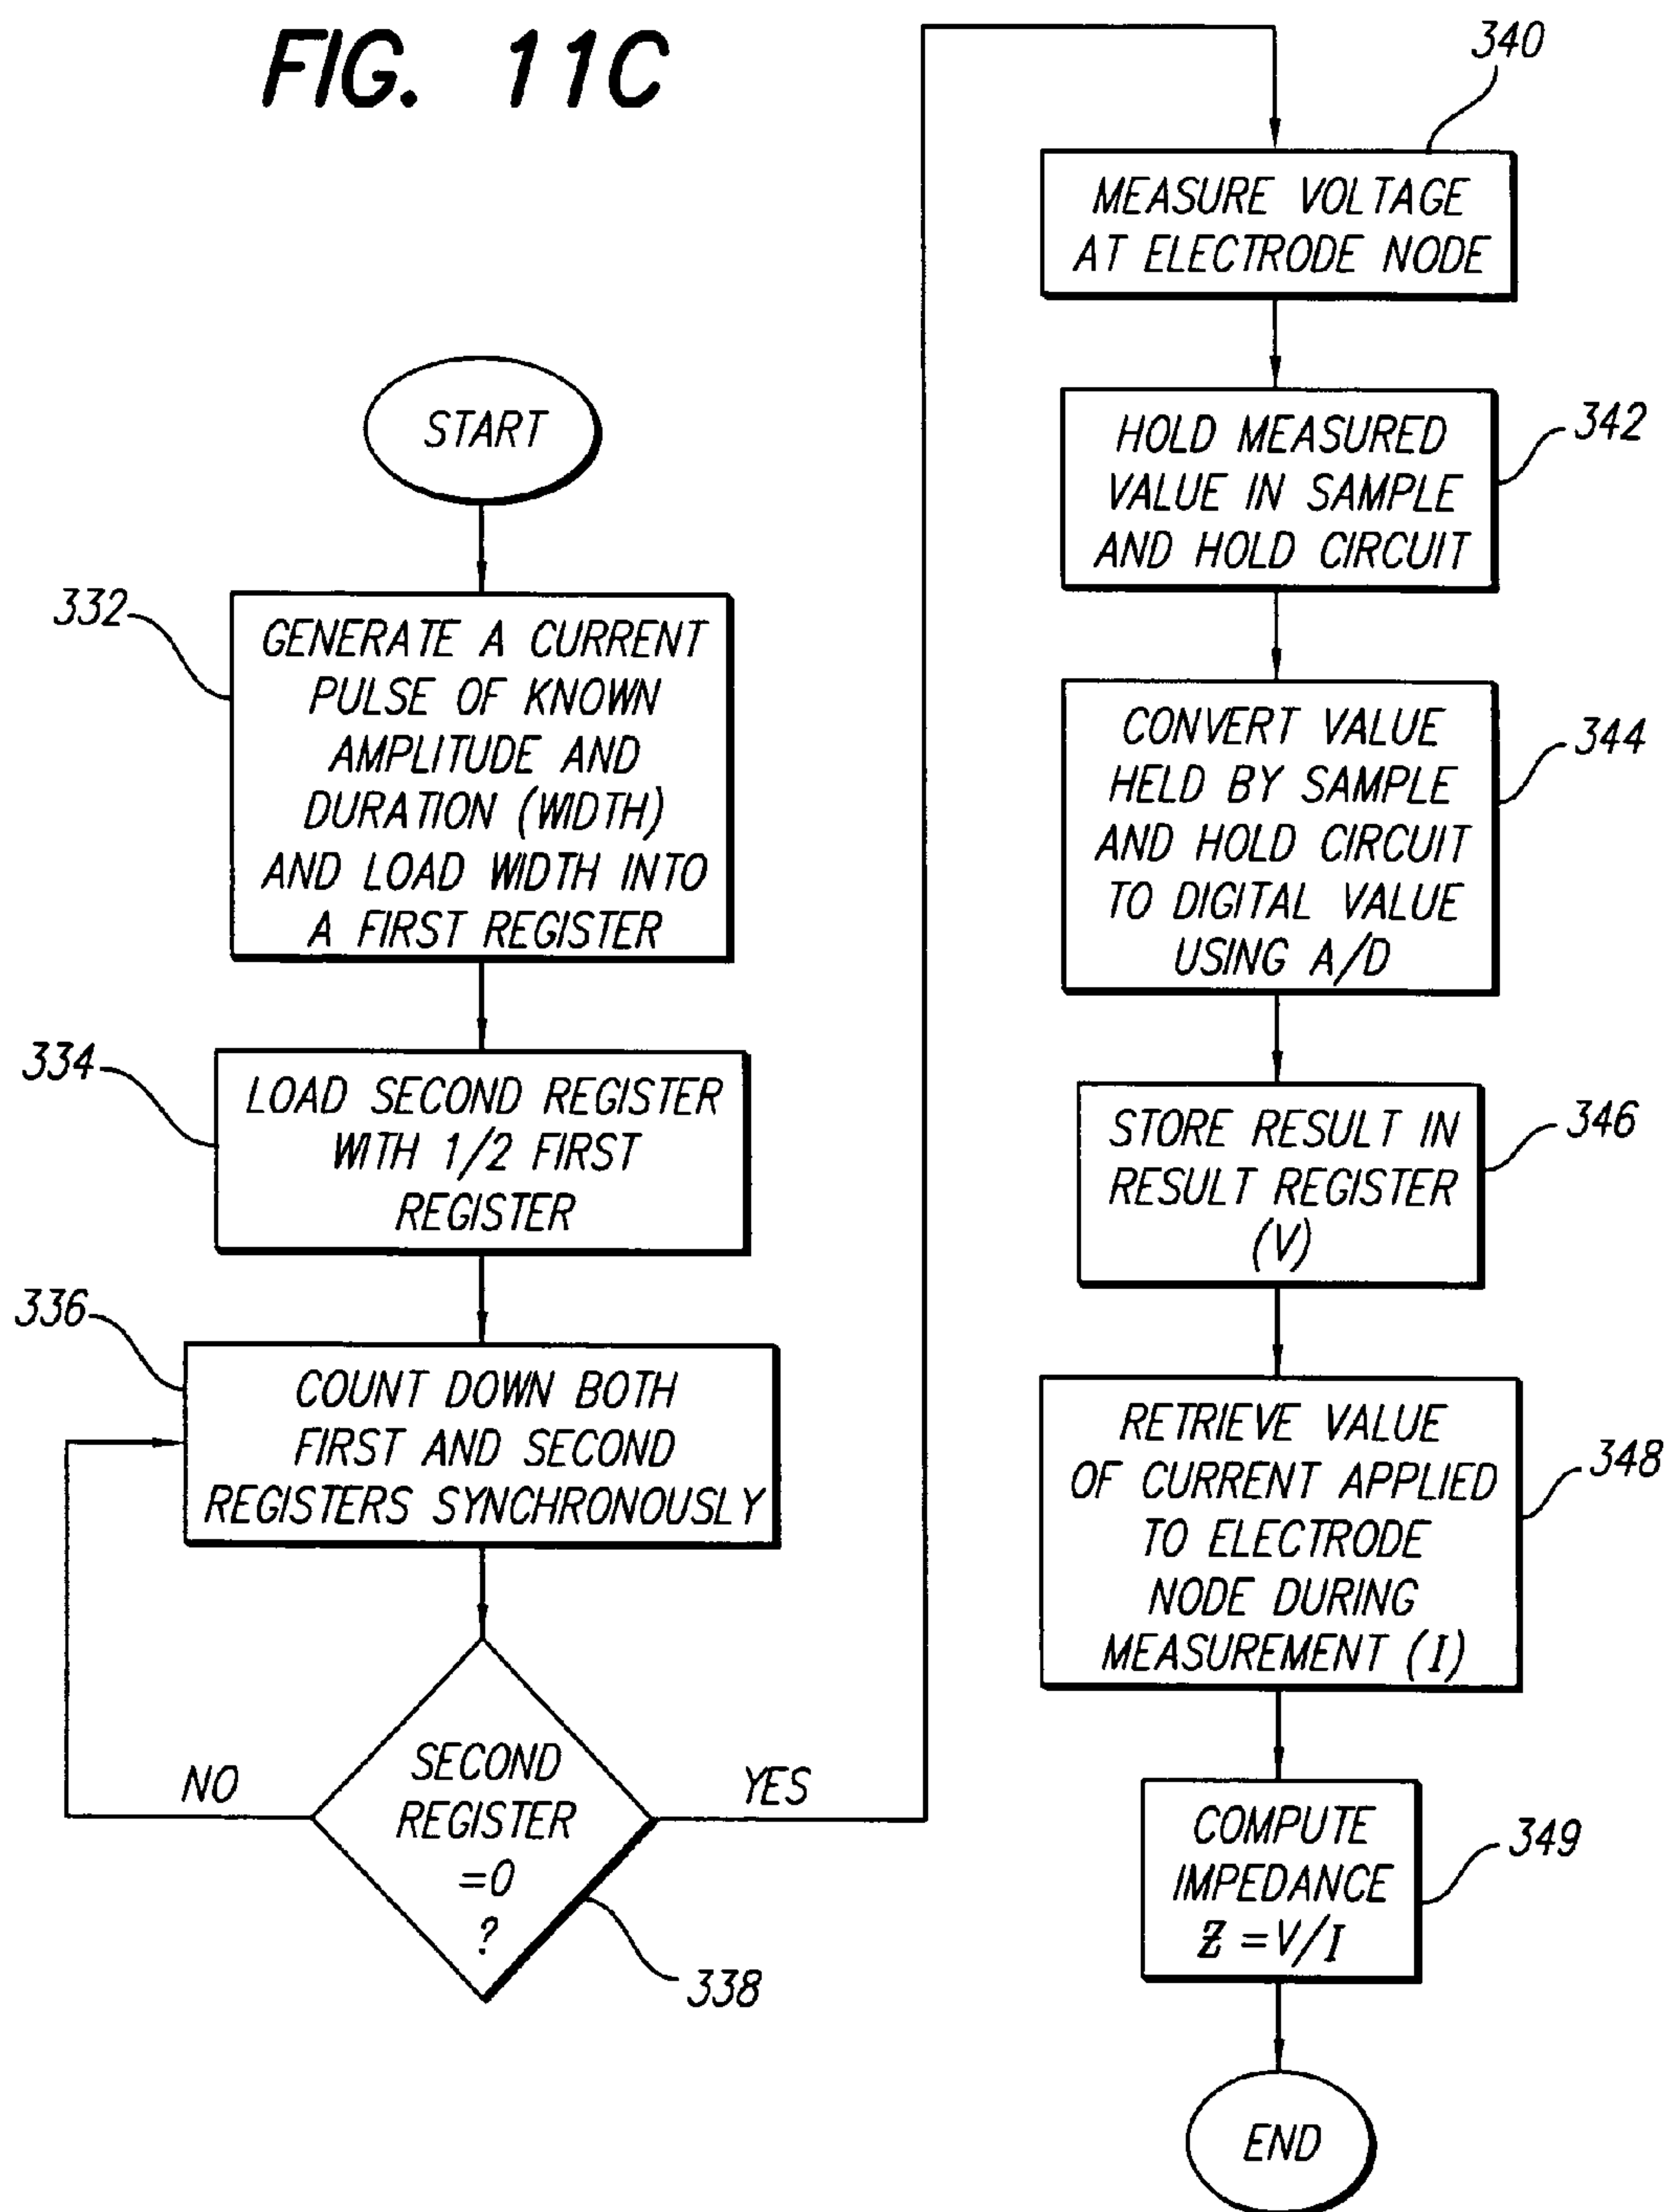 FIG. 11C
START
332
GENERATE A CURRENT
PULSE OF KNOWN
AMPLITUDE AND
DURATION (WIDTH)
AND LOAD WIDTH INTO
A FIRST REGISTER
334
LOAD SECOND REGISTER
WITH 1/2 FIRST
REGISTER
336
COUNT DOWN BOTH
FIRST AND SECOND
REGISTERS SYNCHRONOUSLY
NO
SECOND
REGISTER
=0
?
YES
338
340
MEASURE VOLTAGE
AT ELECTRODE NODE
HOLD MEASURED
VALUE IN SAMPLE
AND HOLD CIRCUIT
342
CONVERT VALUE
HELD BY SAMPLE
AND HOLD CIRCUIT
TO DIGITAL VALUE
USING A/D
344
STORE RESULT IN
RESULT REGISTER
(V)
346
RETRIEVE VALUE
OF CURRENT APPLIED
TO ELECTRODE
NODE DURING
MEASUREMENT (I)
348
COMPUTE
IMPEDANCE
Z = V/I
349
END